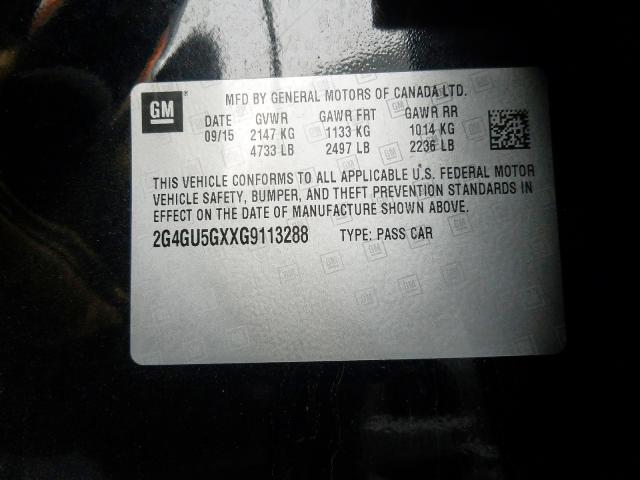 GM MFD BY GENERAL MOTORS OF CANADA LTD.
DATE GVWR GAWR FRT GAWR RR
09/15 2147 KG 1133 KG 1014 KG
4733 LB 2497 LB 2236 LB
THIS VEHICLE CONFORMS TO ALL APPLICABLE U.S. FEDERAL MOTOR
VEHICLE SAFETY, BUMPER, AND THEFT PREVENTION STANDARDS IN
EFFECT ON THE DATE OF MANUFACTURE SHOWN ABOVE.
2G4GU5GXXG9113288 TYPE: PASS CAR